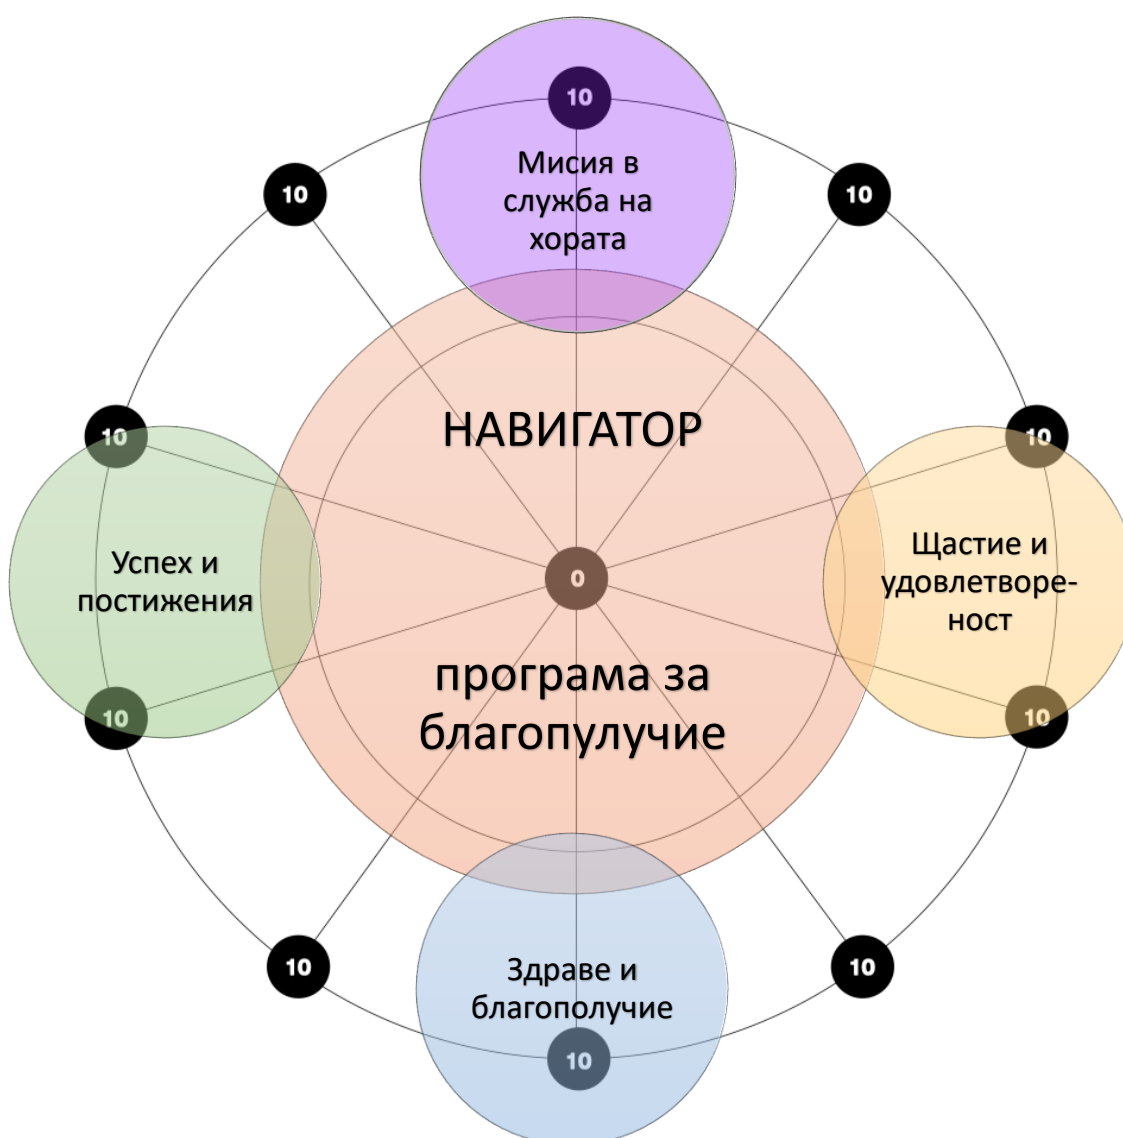 10
Мисия в
служба на
хората
10
10
НАВИГАТОР
10
10
Успех и
постижения
0
Щастие и
удовлетворе-
ност
програма за
благопулучие
10
10
Здраве и
благополучие
10
10
10